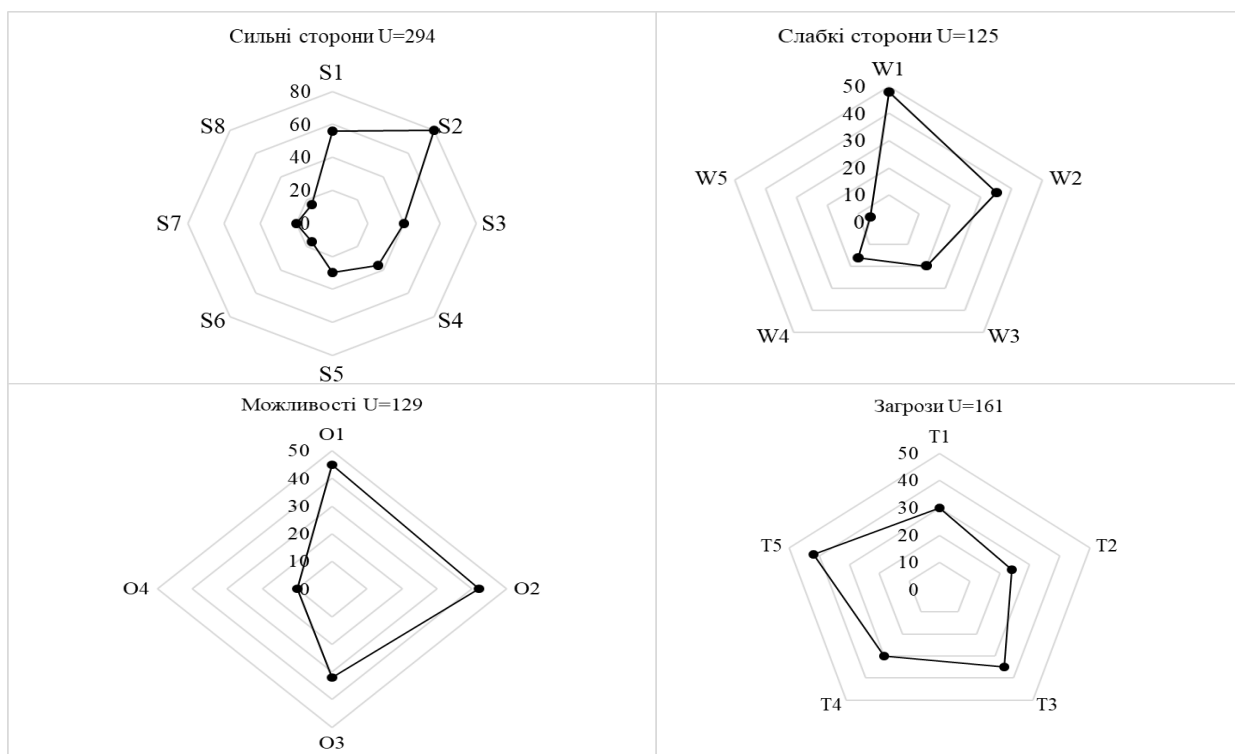 Сильні сторони U=294
S1
80
60
40
20
0
S2
S3
S4
S5
S6
S7
S8
Слабкі сторони U=125
W1
50
40
30
20
10
0
W2
W3
W4
W5
Можливості U=129
O1
50
40
30
20
10
0
O2
O3
O4
Загрози U=161
T1
50
40
30
20
10
0
T2
T3
T4
T5